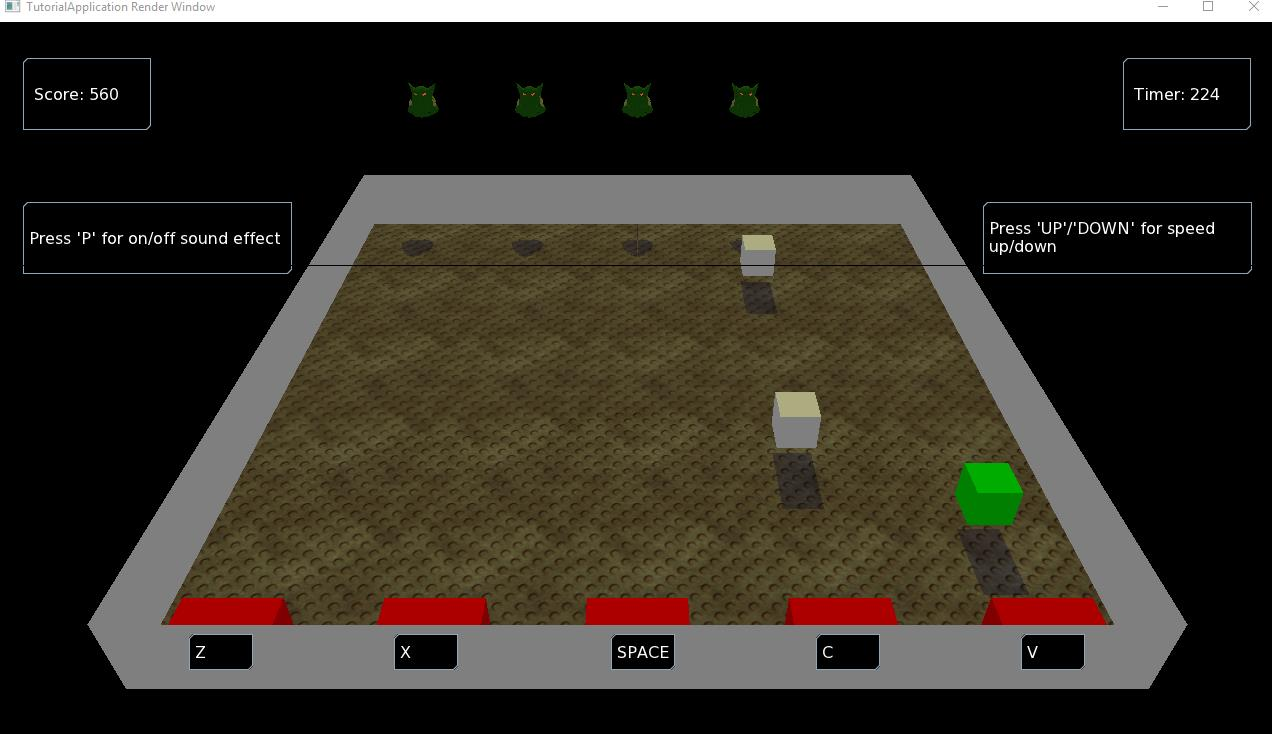 TutorialApplication Render Window
Score: 560
Timer: 224
Press 'P' for on/off sound effect
Press 'UP'/'DOWN' for speed
up/down
Z
X
SPACE
C
V